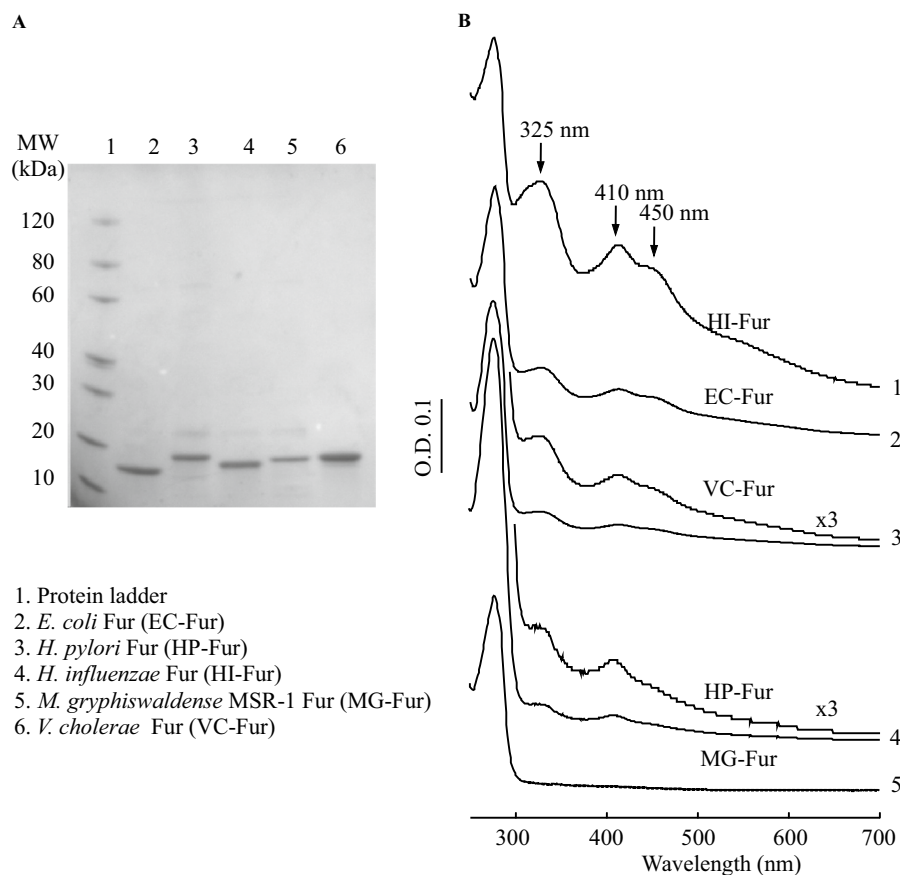 A
MW
(kDa)
1 2 3 4 5 6
120
80
60
40
30
20
10
1. Protein ladder
2. E. coli Fur (EC-Fur)
3. H. pylori Fur (HP-Fur)
4. H. influenzae Fur (HI-Fur)
5. M. gryphiswaldense MSR-1 Fur (MG-Fur)
6. V. cholerae Fur (VC-Fur)
B
325 nm
410 nm
450 nm
HI-Fur
1
EC-Fur
2
O.D. 0.1
VC-Fur
x3
3
HP-Fur
x3
4
MG-Fur
5
300 400 500 600 700
Wavelength (nm)